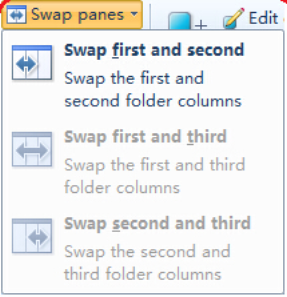 Swap panes Edit
Swap first and second
Swap the first and
second folder columns
Swap first and third
Swap the first and third
folder columns
Swap second and third
Swap the second and
third folder columns